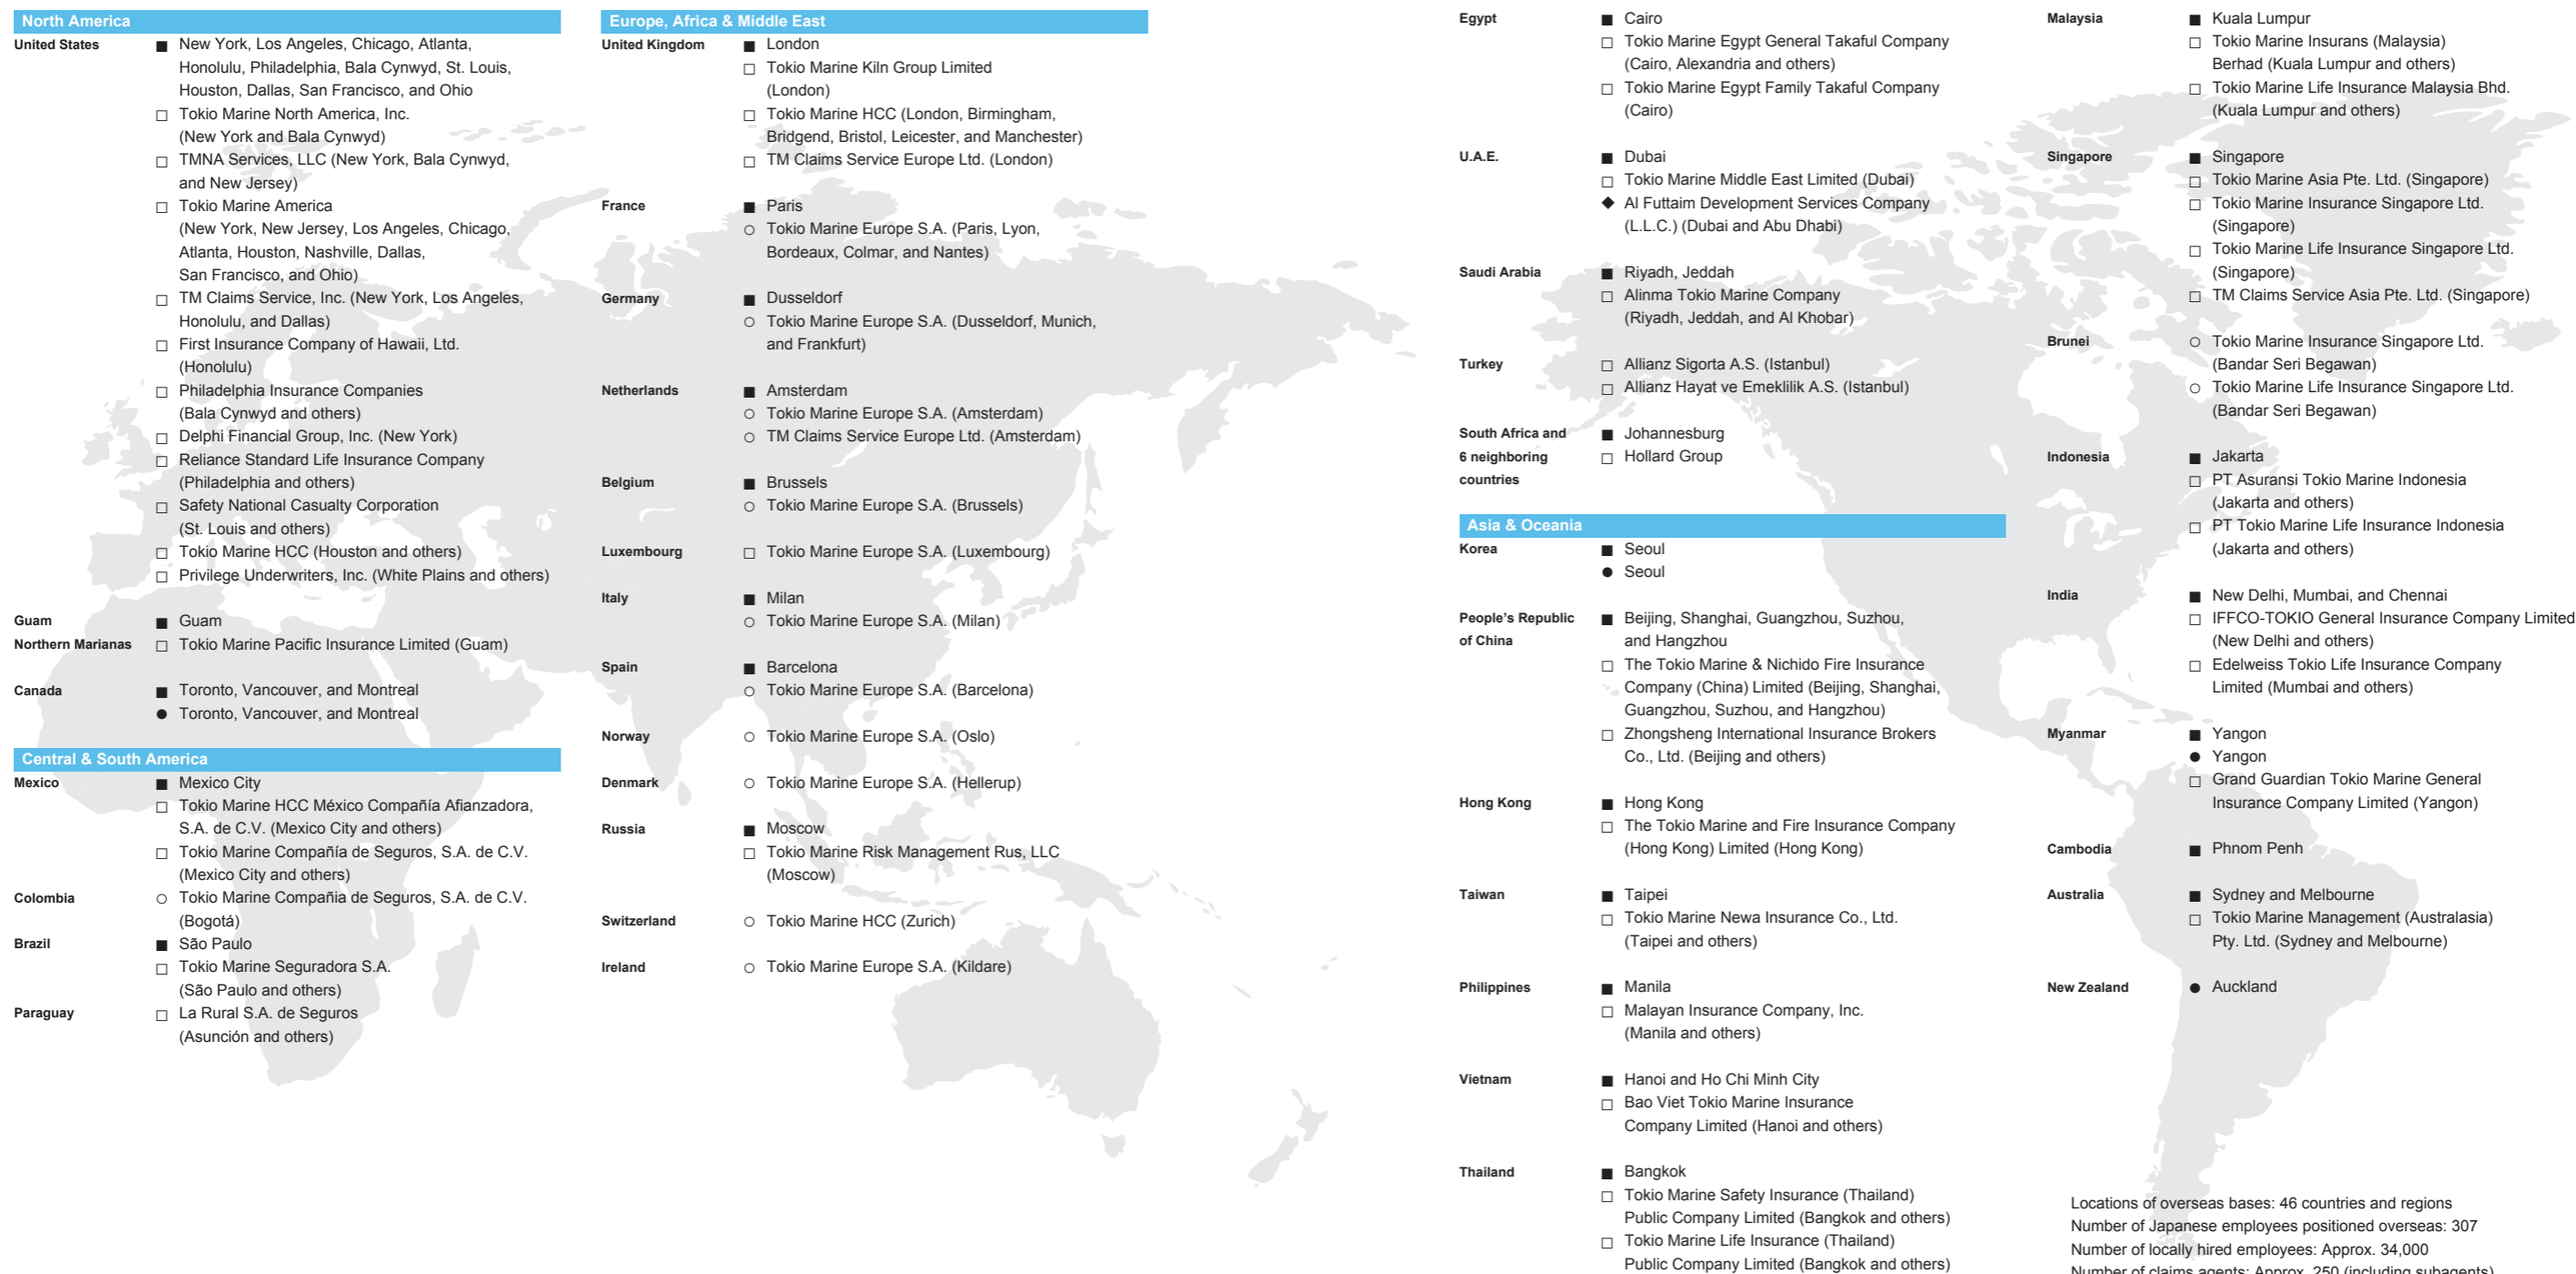 North America
United States
■ New York, Los Angeles, Chicago, Atlanta,
Honolulu, Philadelphia, Bala Cynwyd, St. Louis,
Houston, Dallas, San Francisco, and Ohio
□ Tokio Marine North America, Inc.
(New York and Bala Cynwyd)
□ TMNA Services, LLC (New York, Bala Cynwyd,
and New Jersey)
□ Tokio Marine America
(New York, New Jersey, Los Angeles, Chicago,
Atlanta, Houston, Nashville, Dallas,
San Francisco, and Ohio)
□ TM Claims Service, Inc. (New York, Los Angeles,
Honolulu, and Dallas)
□ First Insurance Company of Hawaii, Ltd.
(Honolulu)
□ Philadelphia Insurance Companies
(Bala Cynwyd and others)
□ Delphi Financial Group, Inc. (New York)
□ Reliance Standard Life Insurance Company
(Philadelphia and others)
□ Safety National Casualty Corporation
(St. Louis and others)
□ Tokio Marine HCC (Houston and others)
□ Privilege Underwriters, Inc. (White Plains and others)
Guam ■ Guam
Northern Marianas □ Tokio Marine Pacific Insurance Limited (Guam)
Canada ■ Toronto, Vancouver, and Montreal
● Toronto, Vancouver, and Montreal
Central & South America
Mexico ■ Mexico City
□ Tokio Marine HCC México Compañía Afianzadora,
S.A. de C.V. (Mexico City and others)
□ Tokio Marine Compañía de Seguros, S.A. de C.V.
(Mexico City and others)
Colombia ○ Tokio Marine Compañia de Seguros, S.A. de C.V.
(Bogotá)
Brazil ■ São Paulo
□ Tokio Marine Seguradora S.A.
(São Paulo and others)
Paraguay □ La Rural S.A. de Seguros
(Asunción and others)
Europe, Africa & Middle East
United Kingdom ■ London
□ Tokio Marine Kiln Group Limited
(London)
□ Tokio Marine HCC (London, Birmingham,
Bridgend, Bristol, Leicester, and Manchester)
□ TM Claims Service Europe Ltd. (London)
France ■ Paris
○ Tokio Marine Europe S.A. (Paris, Lyon,
Bordeaux, Colmar, and Nantes)
Germany ■ Dusseldorf
○ Tokio Marine Europe S.A. (Dusseldorf, Munich,
and Frankfurt)
Netherlands ■ Amsterdam
○ Tokio Marine Europe S.A. (Amsterdam)
○ TM Claims Service Europe Ltd. (Amsterdam)
Belgium ■ Brussels
○ Tokio Marine Europe S.A. (Brussels)
Luxembourg □ Tokio Marine Europe S.A. (Luxembourg)
Italy ■ Milan
○ Tokio Marine Europe S.A. (Milan)
Spain ■ Barcelona
○ Tokio Marine Europe S.A. (Barcelona)
Norway ○ Tokio Marine Europe S.A. (Oslo)
Denmark ○ Tokio Marine Europe S.A. (Hellerup)
Russia ■ Moscow
□ Tokio Marine Risk Management Rus, LLC
(Moscow)
Switzerland ○ Tokio Marine HCC (Zurich)
Ireland ○ Tokio Marine Europe S.A. (Kildare)
Egypt ■ Cairo
□ Tokio Marine Egypt General Takaful Company
(Cairo, Alexandria and others)
□ Tokio Marine Egypt Family Takaful Company
(Cairo)
U.A.E. ■ Dubai
□ Tokio Marine Middle East Limited (Dubai)
◆ Al Futtaim Development Services Company
(L.L.C.) (Dubai and Abu Dhabi)
Saudi Arabia ■ Riyadh, Jeddah
□ Alinma Tokio Marine Company
(Riyadh, Jeddah, and Al Khobar)
Turkey □ Allianz Sigorta A.S. (Istanbul)
□ Allianz Hayat ve Emeklilik A.S. (Istanbul)
South Africa and ■ Johannesburg
6 neighboring □ Hollard Group
countries
Asia & Oceania
Korea ■ Seoul
● Seoul
People's Republic ■ Beijing, Shanghai, Guangzhou, Suzhou,
of China and Hangzhou
□ The Tokio Marine & Nichido Fire Insurance
Company (China) Limited (Beijing, Shanghai,
Guangzhou, Suzhou, and Hangzhou)
□ Zhongsheng International Insurance Brokers
Co., Ltd. (Beijing and others)
Hong Kong ■ Hong Kong
□ The Tokio Marine and Fire Insurance Company
(Hong Kong) Limited (Hong Kong)
Taiwan ■ Taipei
□ Tokio Marine Newa Insurance Co., Ltd.
(Taipei and others)
Philippines ■ Manila
□ Malayan Insurance Company, Inc.
(Manila and others)
Vietnam ■ Hanoi and Ho Chi Minh City
□ Bao Viet Tokio Marine Insurance
Company Limited (Hanoi and others)
Thailand ■ Bangkok
□ Tokio Marine Safety Insurance (Thailand)
Public Company Limited (Bangkok and others)
□ Tokio Marine Life Insurance (Thailand)
Public Company Limited (Bangkok and others)
Malaysia ■ Kuala Lumpur
□ Tokio Marine Insurans (Malaysia)
Berhad (Kuala Lumpur and others)
□ Tokio Marine Life Insurance Malaysia Bhd.
(Kuala Lumpur and others)
Singapore ■ Singapore
□ Tokio Marine Asia Pte. Ltd. (Singapore)
□ Tokio Marine Insurance Singapore Ltd.
(Singapore)
□ Tokio Marine Life Insurance Singapore Ltd.
(Singapore)
□ TM Claims Service Asia Pte. Ltd. (Singapore)
Brunei ○ Tokio Marine Insurance Singapore Ltd.
(Bandar Seri Begawan)
○ Tokio Marine Life Insurance Singapore Ltd.
(Bandar Seri Begawan)
Indonesia ■ Jakarta
□ PT Asuransi Tokio Marine Indonesia
(Jakarta and others)
□ PT Tokio Marine Life Insurance Indonesia
(Jakarta and others)
India ■ New Delhi, Mumbai, and Chennai
□ IFFCO-TOKIO General Insurance Company Limited
(New Delhi and others)
□ Edelweiss Tokio Life Insurance Company
Limited (Mumbai and others)
Myanmar ■ Yangon
● Yangon
□ Grand Guardian Tokio Marine General
Insurance Company Limited (Yangon)
Cambodia ■ Phnom Penh
Australia ■ Sydney and Melbourne
□ Tokio Marine Management (Australasia)
Pty. Ltd. (Sydney and Melbourne)
New Zealand ● Auckland
Locations of overseas bases: 46 countries and regions
Number of Japanese employees positioned overseas: 307
Number of locally hired employees: Approx. 34,000
Number of claims agents: Approx. 250 (including subagents)